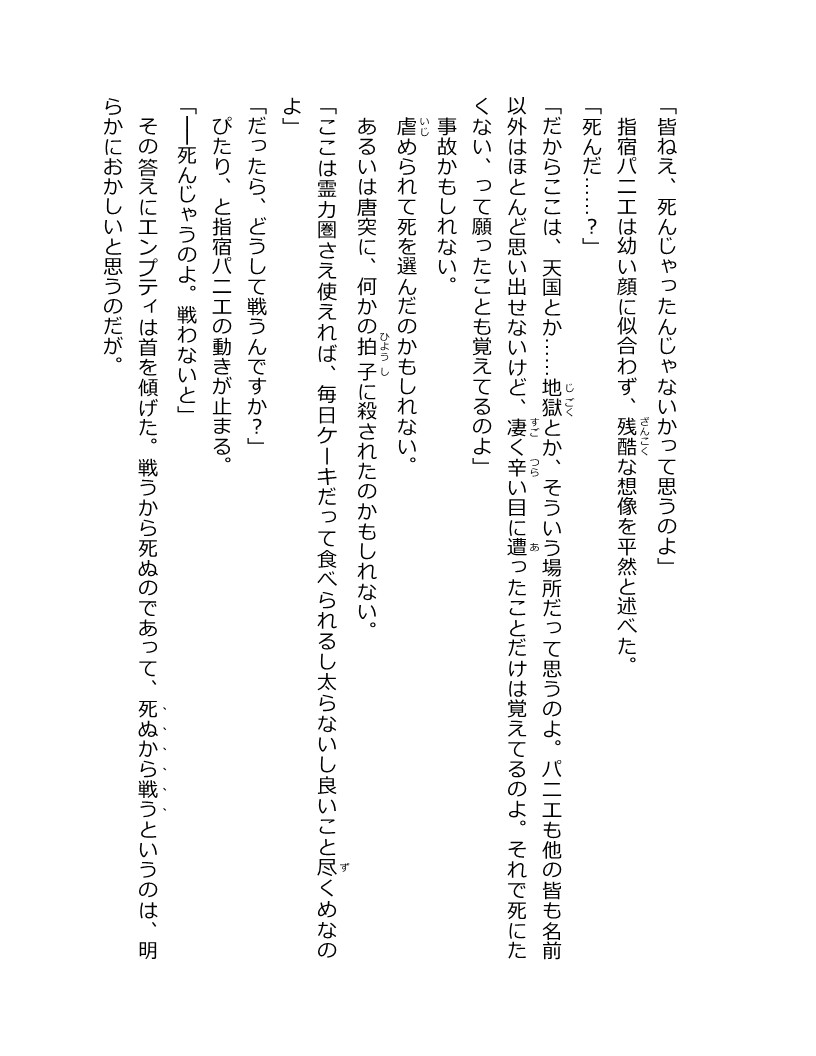 「皆ねえ、死んじゃったんじゃないかって思うのよ」
　指宿パニエは幼い顔に似合わず、残酷な想像を平然と述べた。
「死んだ……？」
「だからここは、天国とか……地獄とか、そういう場所だって思うのよ。パニエも他の皆も名前
以外はほとんど思い出せないけど、凄く辛い目に遭ったことだけは覚えてるのよ。それで死にた
くない、って願ったことも覚えてるのよ」
　事故かもしれない。
　虐められて死を選んだのかもしれない。
　あるいは唐突に、何かの拍子に殺されたのかもしれない。
「ここは霊力圏さえ使えれば、毎日ケーキだって食べられるし太らないし良いこと尽くめなの
よ」
「だったら、どうして戦うんですか？」
　ぴたり、と指宿パニエの動きが止まる。
「――死んじゃうのよ。戦わないと」
　その答えにエンプティは首を傾げた。戦うから死ぬのであって、死ぬから戦うというのは、明
らかにおかしいと思うのだが。